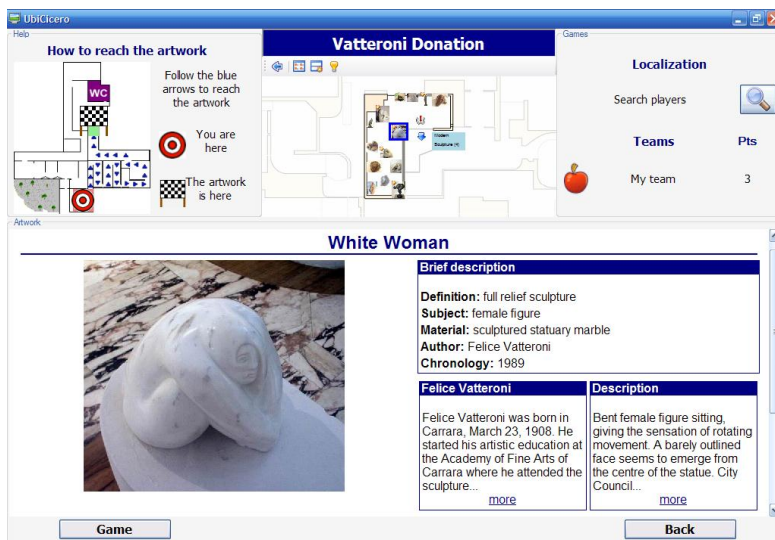 UbiCicero
Help
How to reach the artwork
WC
Follow the blue
arrows to reach
the artwork
You are
here
The artwork
is here
Vatteroni Donation
Modern
Sculpture (4)
Games
Localization
Search players
Teams Pts
My team 3
Artwork
White Woman
Brief description
Definition: full relief sculpture
Subject: female figure
Material: sculptured statuary marble
Author: Felice Vatteroni
Chronology: 1989
Felice Vatteroni
Felice Vatteroni was born in
Carrara, March 23, 1908. He
started his artistic education at
the Academy of Fine Arts of
Carrara where he attended the
sculpture...
more
Description
Bent female figure sitting,
giving the sensation of rotating
movement. A barely outlined
face seems to emerge from
the centre of the statue. City
Council...
more
Game
Back